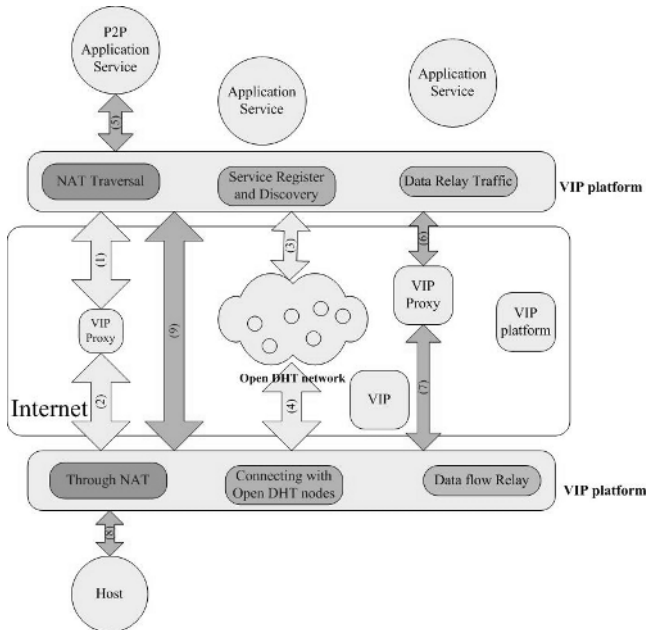 P2P
Application
Service
Application
Service
Application
Service
(5)
NAT Traversal
Service Register
and Discovery
Data Relay Traffic
VIP platform
(1)
(9)
(3)
(6)
VIP
Proxy
VIP
platform
VIP
Proxy
Open DHT network
Internet
(2)
(4)
VIP
(7)
Through NAT
Connecting with
Open DHT nodes
Data flow Relay
VIP platform
(8)
Host